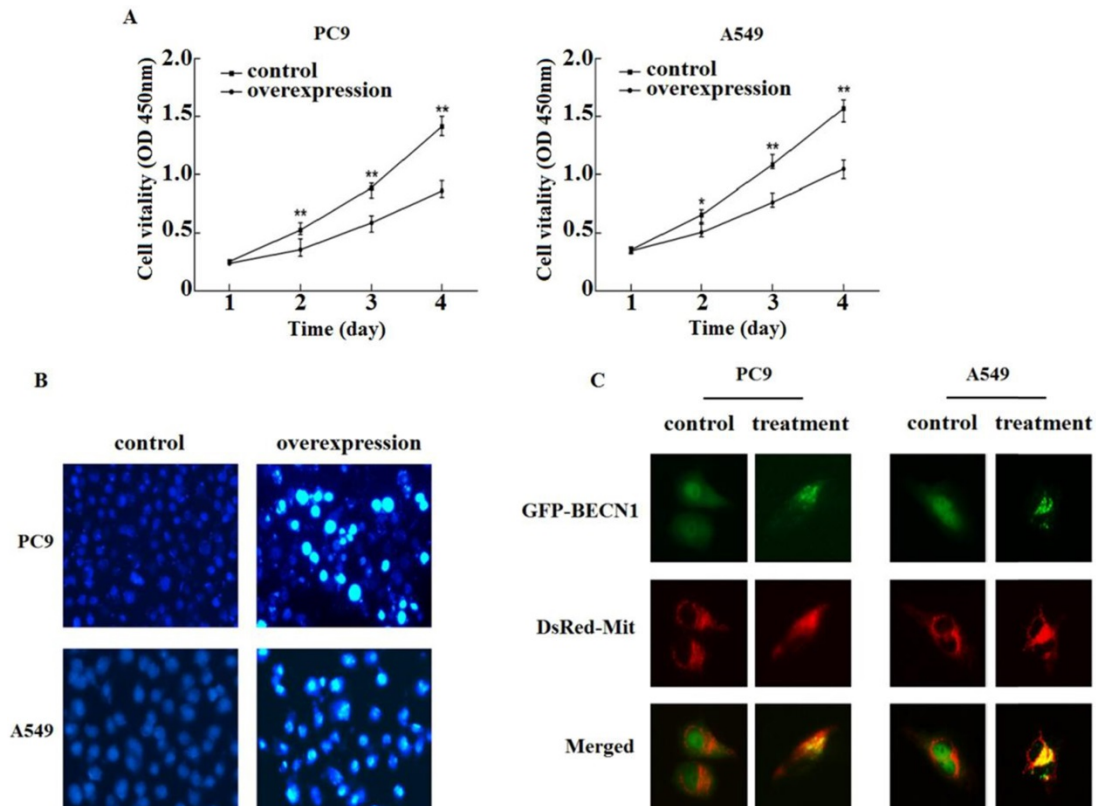 A
PC9
Cell vitality (OD 450nm)
2.0
1.5
1.0
0.5
0
control
overexpression
**
**
**
1 2 3 4
Time (day)
A549
Cell vitality (OD 450nm)
2.0
1.5
1.0
0.5
0
control
overexpression
*
*
**
**
1 2 3 4
Time (day)
B
control overexpression
PC9
A549
C
PC9 A549
control treatment control treatment
GFP-BECN1
DsRed-Mit
Merged